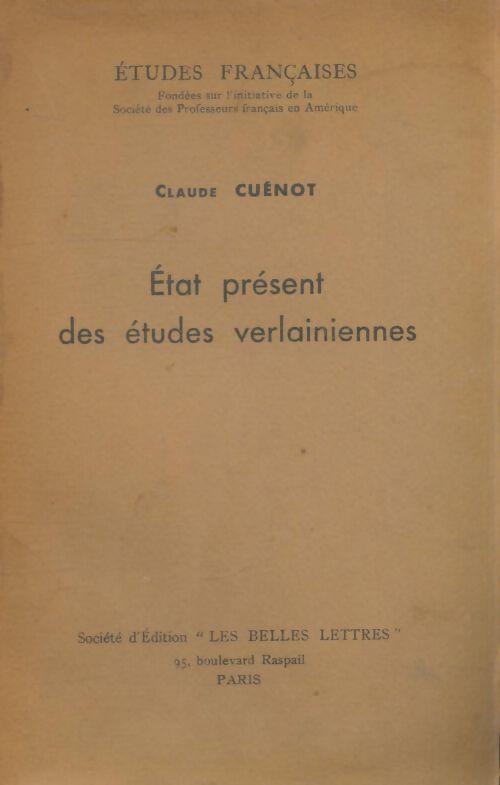 ÉTUDES FRANÇAISES
Fondées sur l'initiative de la
Société des Professeurs français en Amérique
CLAUDE CUÉNOT
État présent
des études verlainiennes
Société d'Édition " LES BELLES LETTRES "
95, boulevard Raspail
PARIS